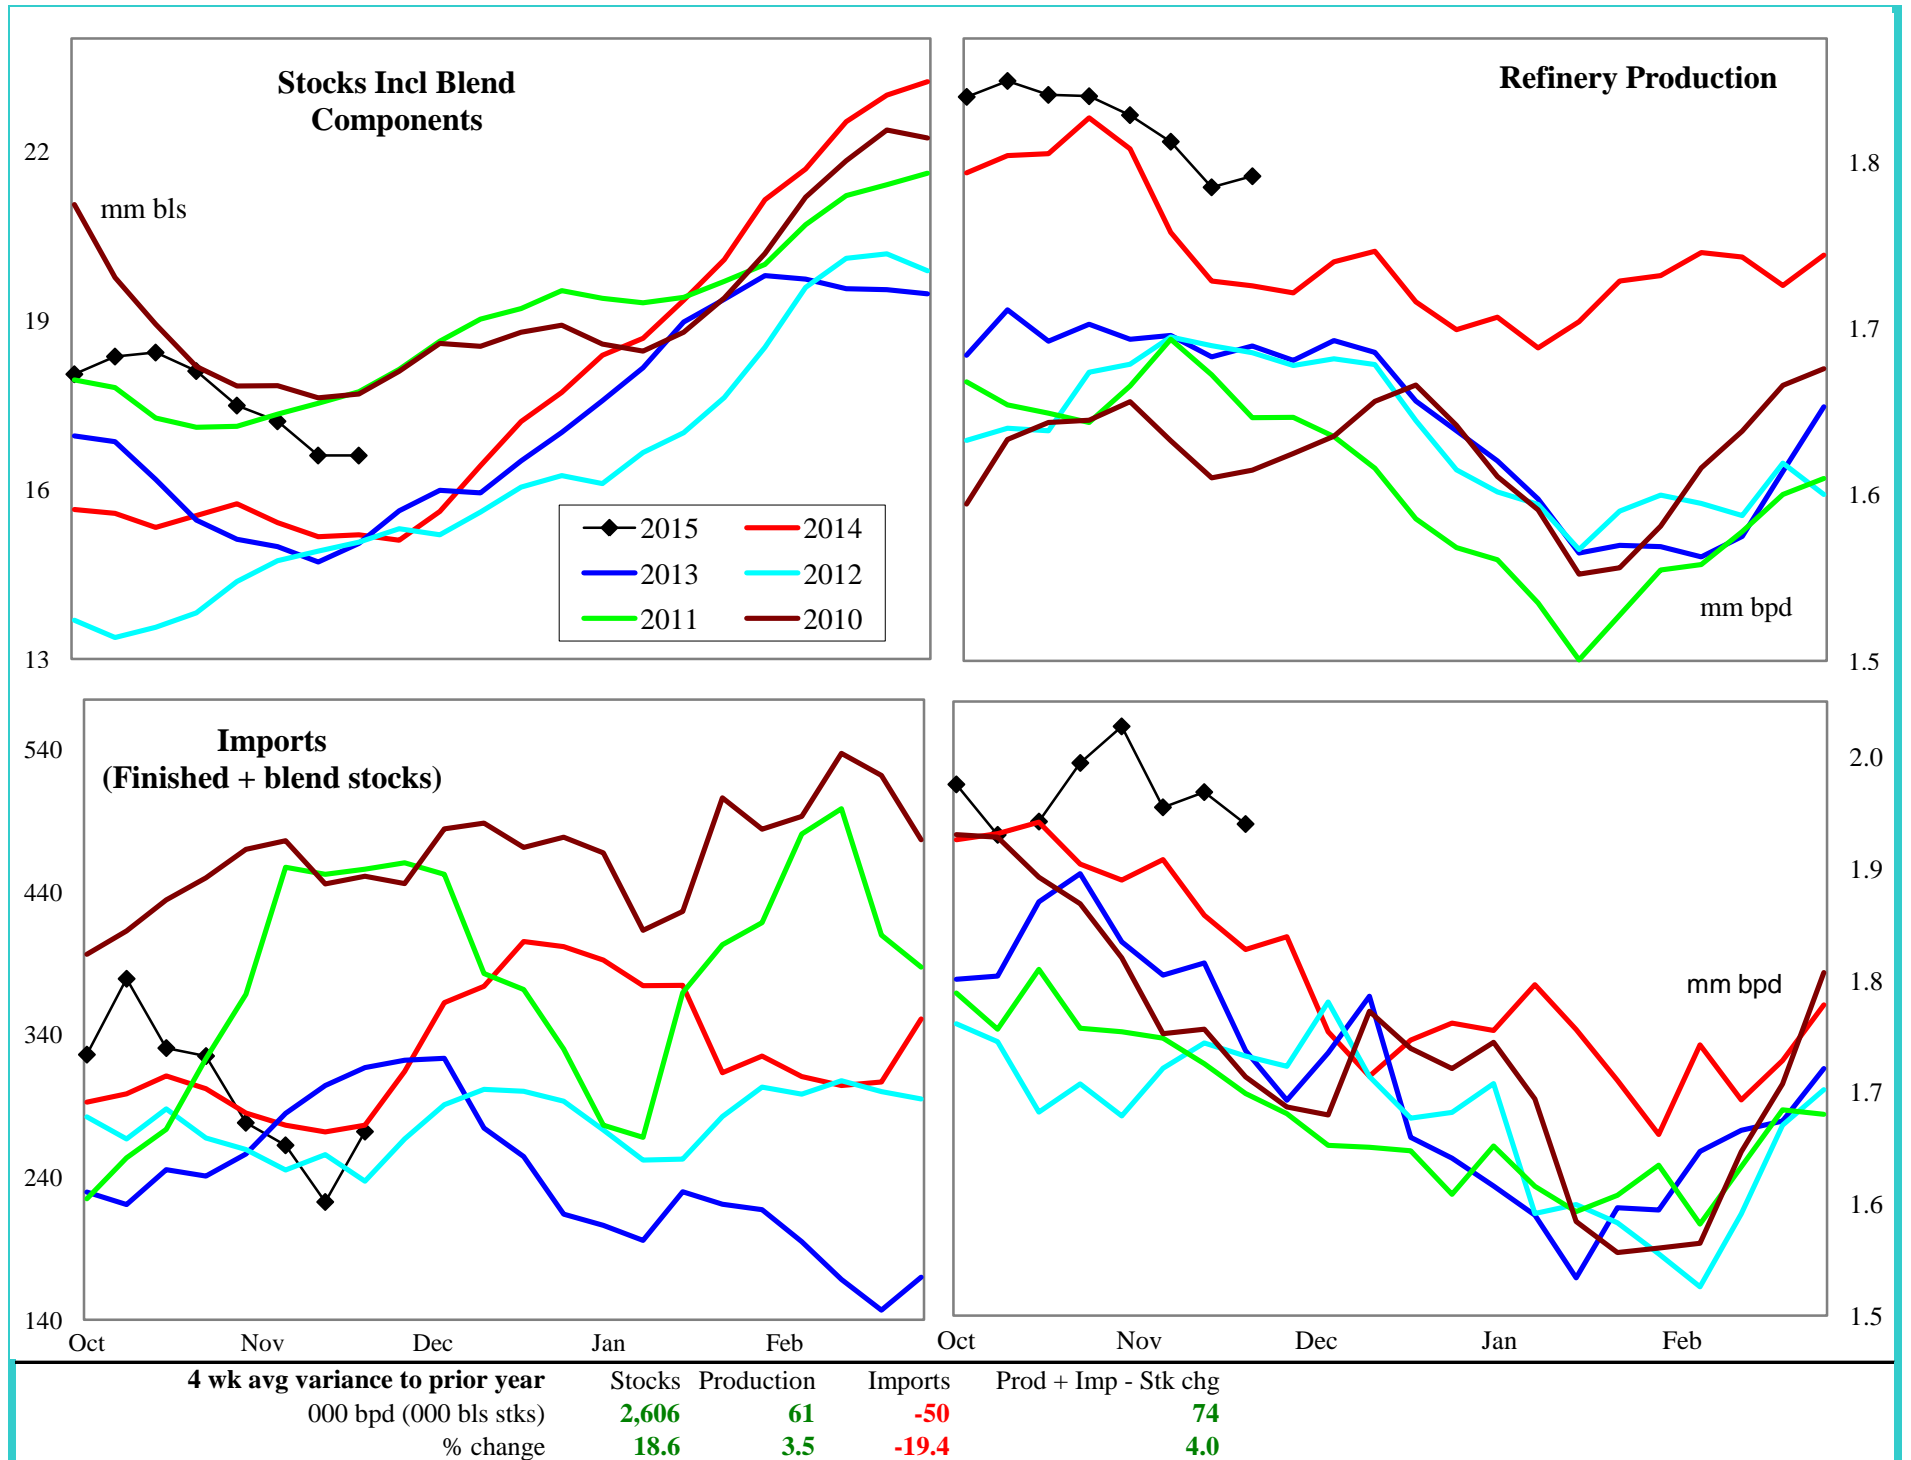 Stocks Incl Blend
Components
mm bls
22
19
16
13
2015
2014
2013
2012
2011
2010
Refinery Production
mm bpd
1.8
1.7
1.6
1.5
Imports
(Finished + blend stocks)
540
440
340
240
140
Oct
Nov
Dec
Jan
Feb
mm bpd
2.0
1.9
1.8
1.7
1.6
1.5
Oct
Nov
Dec
Jan
Feb
4 wk avg variance to prior year Stocks Production Imports Prod + Imp - Stk chg
000 bpd (000 bls stks) 2,606 61 -50 74
% change 18.6 3.5 -19.4 4.0